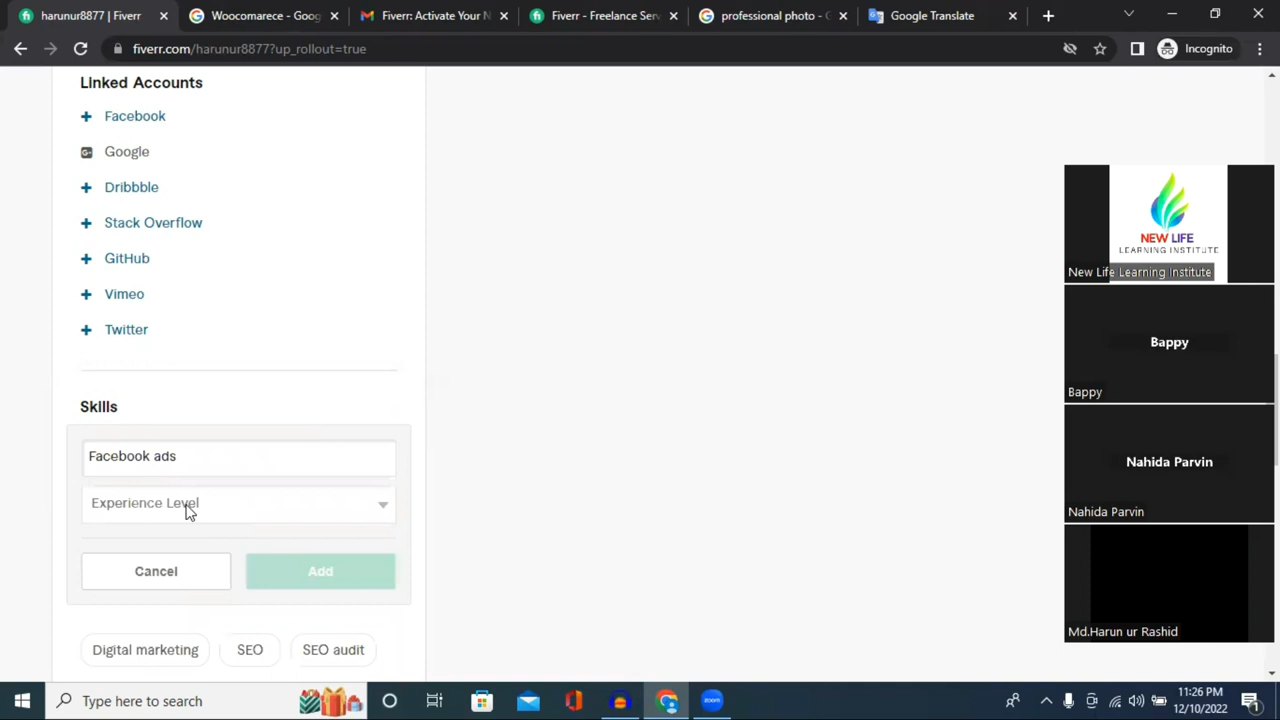 harunur8877 | Fiverr
Woocomarece - Goog
Fiverr: Activate Your N
Fiverr - Freelance Serv
professional photo - G
Google Translate
fiverr.com/harunur8877?up_rollout=true
Incognito
Linked Accounts
Facebook
Google
Dribbble
Stack Overflow
GitHub
Vimeo
Twitter
Skills
Facebook ads
Experience Level
Cancel
Add
Digital marketing
SEO
SEO audit
NEW LIFE
LEARNING INSTITUTE
New Life Learning Institute
Bappy
Bappy
Nahida Parvin
Nahida Parvin
Md.Harun ur Rashid
Type here to search
zoom
11:26 PM
12/10/2022
1